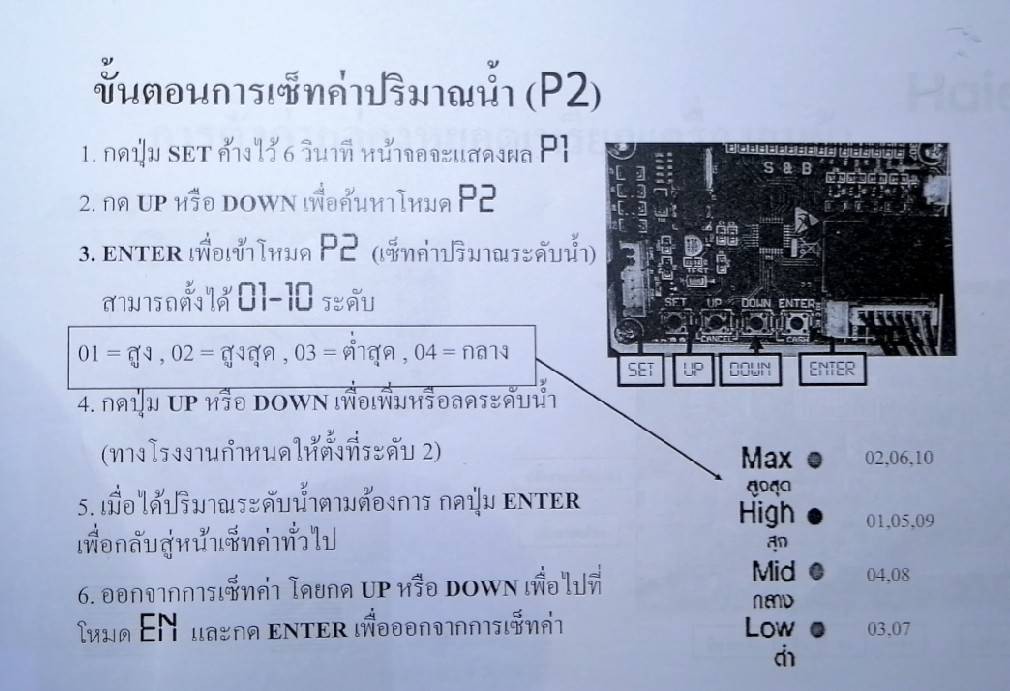 ขั้นตอนการเซ็ทค่าปริมาณน้ำ (P2)
1. กดปุ่ม SET ค้างไว้ 6 วินาที หน้าจอจะแสดงผล P1
2. กด UP หรือ DOWN เพื่อค้นหาโหมด P2
3. ENTER เพื่อเข้าโหมด P2 (เซ็ทค่าปริมาณระดับน้ำ)
สามารถตั้งได้ 01-10 ระดับ
01 = สูง , 02 = สูงสุด , 03 = ต่ำสุด , 04 = กลาง
4. กดปุ่ม UP หรือ DOWN เพื่อเพิ่มหรือลดระดับน้ำ
(ทางโรงงานกำหนดให้ตั้งที่ระดับ 2)
5. เมื่อได้ปริมาณระดับน้ำตามต้องการ กดปุ่ม ENTER
เพื่อกลับสู่หน้าเซ็ทค่าทั่วไป
6. ออกจากการเซ็ทค่า โดยกด UP หรือ DOWN เพื่อไปที่
โหมด EN และกด ENTER เพื่อออกจากการเซ็ทค่า
S & B
SET UP DOWN ENTER
CANCEL CASH
SET UP DOWN ENTER
Max 02,06,10
สูงสุด
High 01,05,09
สูง
Mid 04,08
กลาง
Low 03,07
ต่ำ